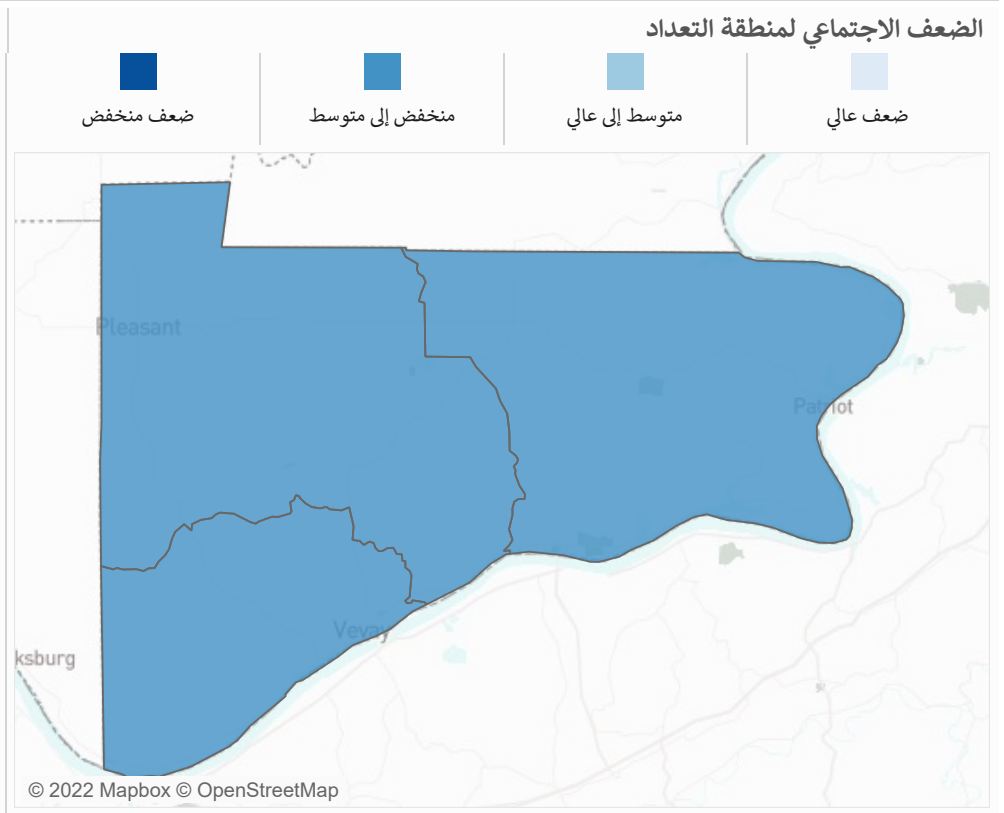 الضعف الاجتماعي لمنطقة التعداد
ضعف عالي
متوسط إلى عالي
منخفض إلى متوسط
ضعف منخفض
Pleasant
Patriot
Vevay
ksburg
© 2022 Mapbox © OpenStreetMap